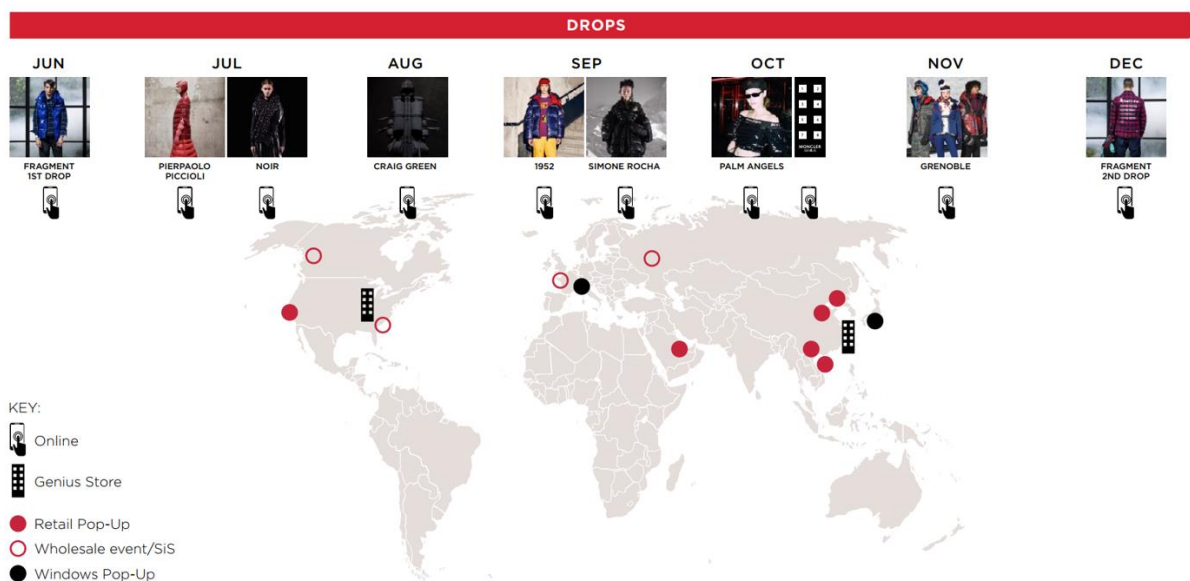 DROPS
JUN
JUL
AUG
SEP
OCT
NOV
DEC
MONCLER
FRAGMENT
1ST DROP
PIERPAOLO
PICCIOLI
NOIR
CRAIG GREEN
1952
SIMONE ROCHA
PALM ANGELS
GRENOBLE
FRAGMENT
2ND DROP
KEY:
Online
Genius Store
Retail Pop-Up
Wholesale event/SiS
Windows Pop-Up